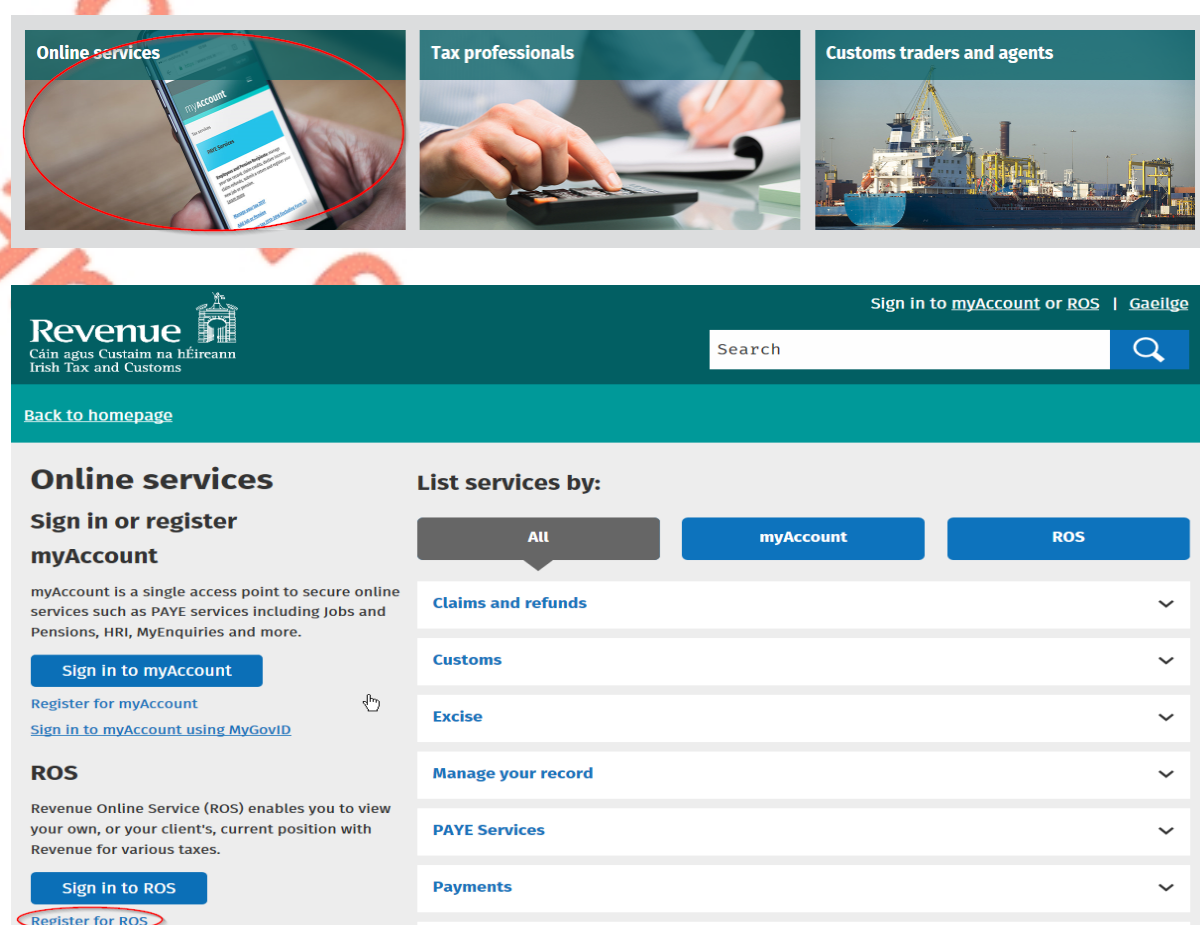 Online services
Tax professionals
Customs traders and agents
myAccount
Tax services
PAYE Services
Sign in to myAccount or ROS | Gaeilge
Revenue
Cáin agus Custaim na hÉireann
Irish Tax and Customs
Search
Back to homepage
Online services
Sign in or register
myAccount
myAccount is a single access point to secure online
services such as PAYE services including Jobs and
Pensions, HRI, MyEnquiries and more.
Sign in to myAccount
Register for myAccount
Sign in to myAccount using MyGovID
ROS
Revenue Online Service (ROS) enables you to view
your own, or your client's, current position with
Revenue for various taxes.
Sign in to ROS
Register for ROS
List services by:
All
myAccount
ROS
Claims and refunds
Customs
Excise
Manage your record
PAYE Services
Payments